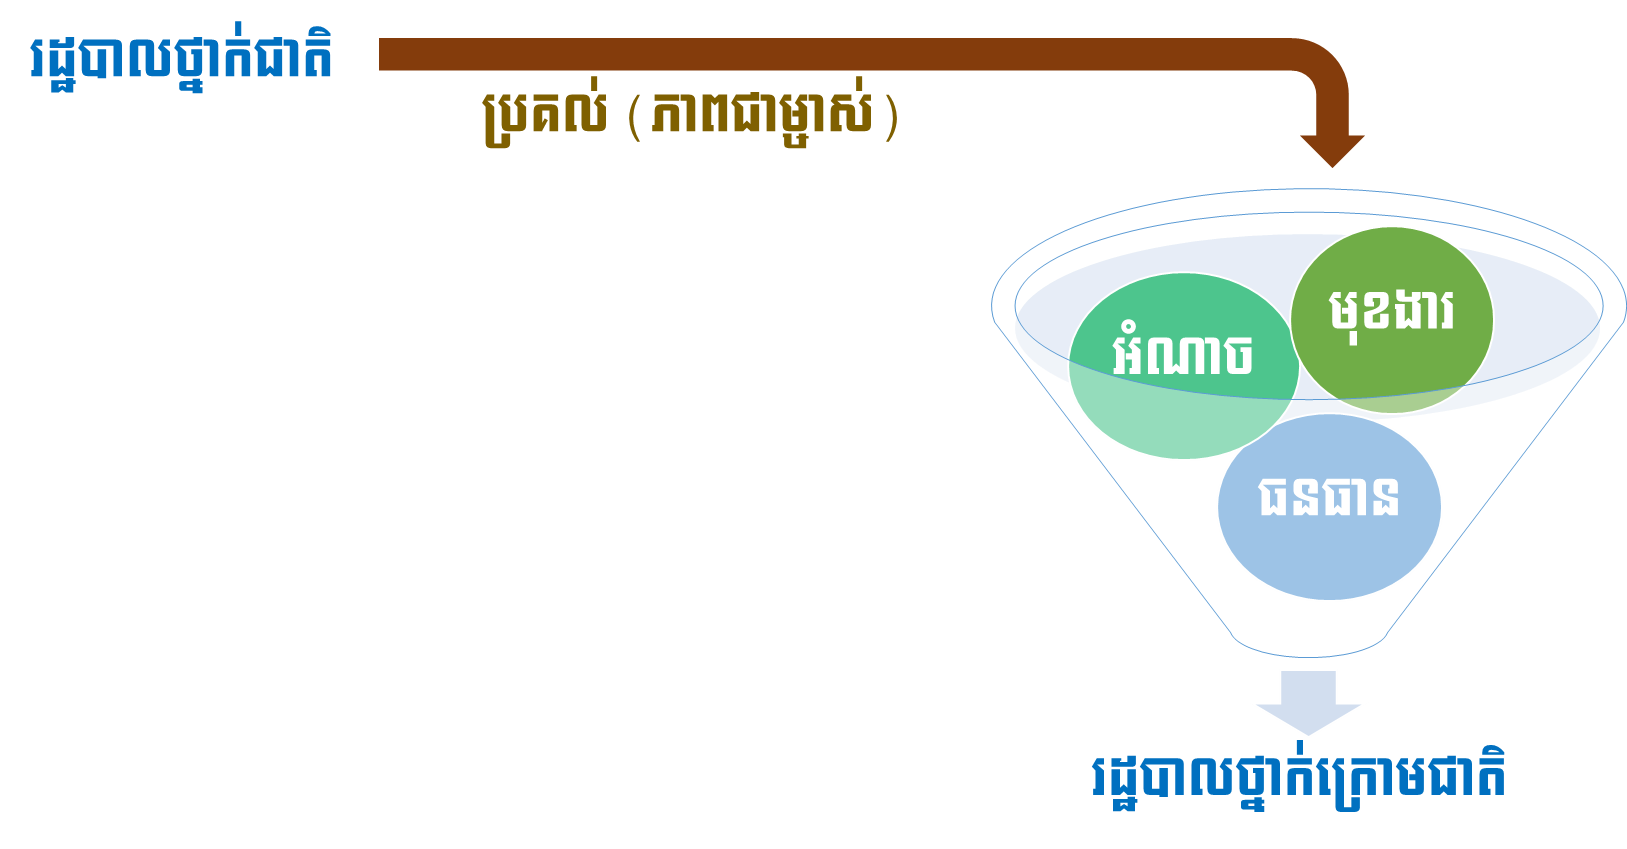 រដ្ឋបាលថ្នាក់ជាតិ
ប្រគល់ (ភាពជាម្ចាស់)
មុខងារ
អំណាច
ធនធាន
រដ្ឋបាលថ្នាក់ក្រោមជាតិ